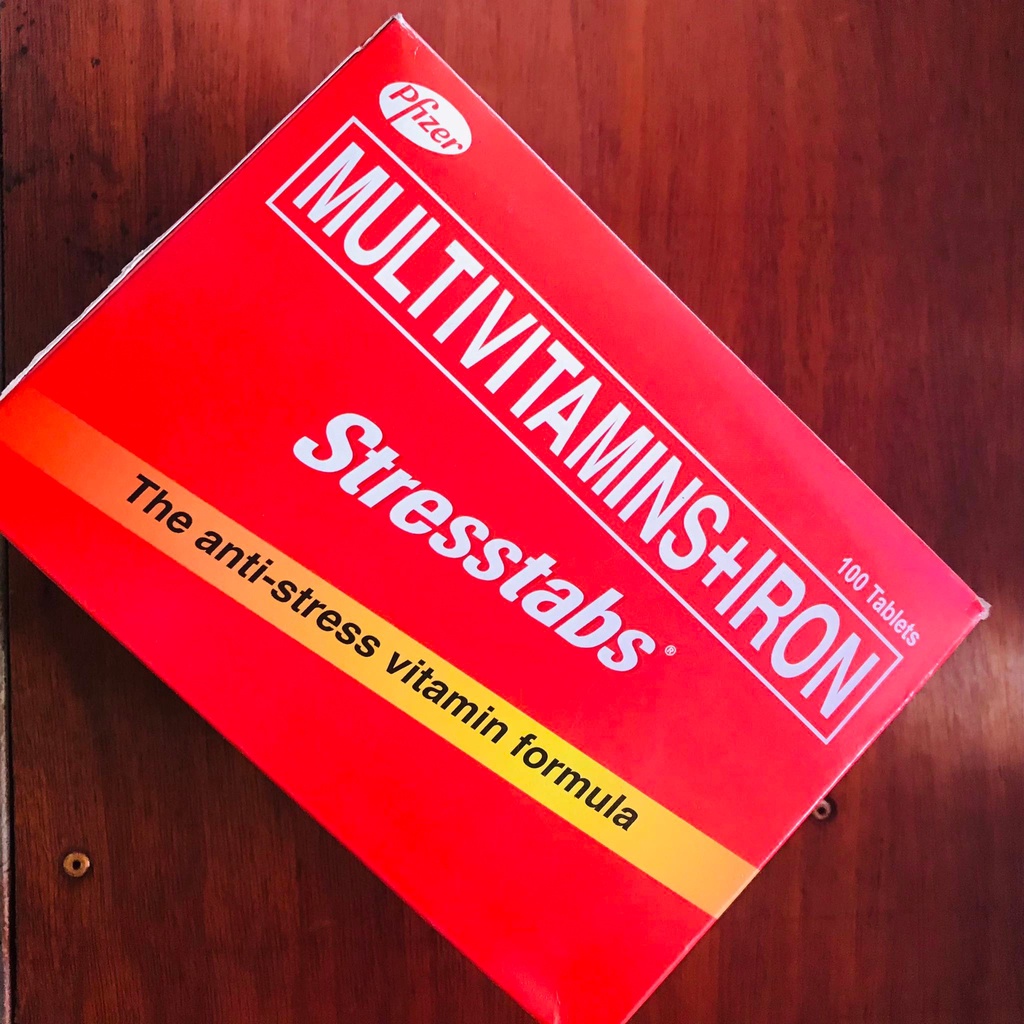 Pfizer
MULTIVITAMINS+IRON
100 Tablets
Stresstabs®
The anti-stress vitamin formula